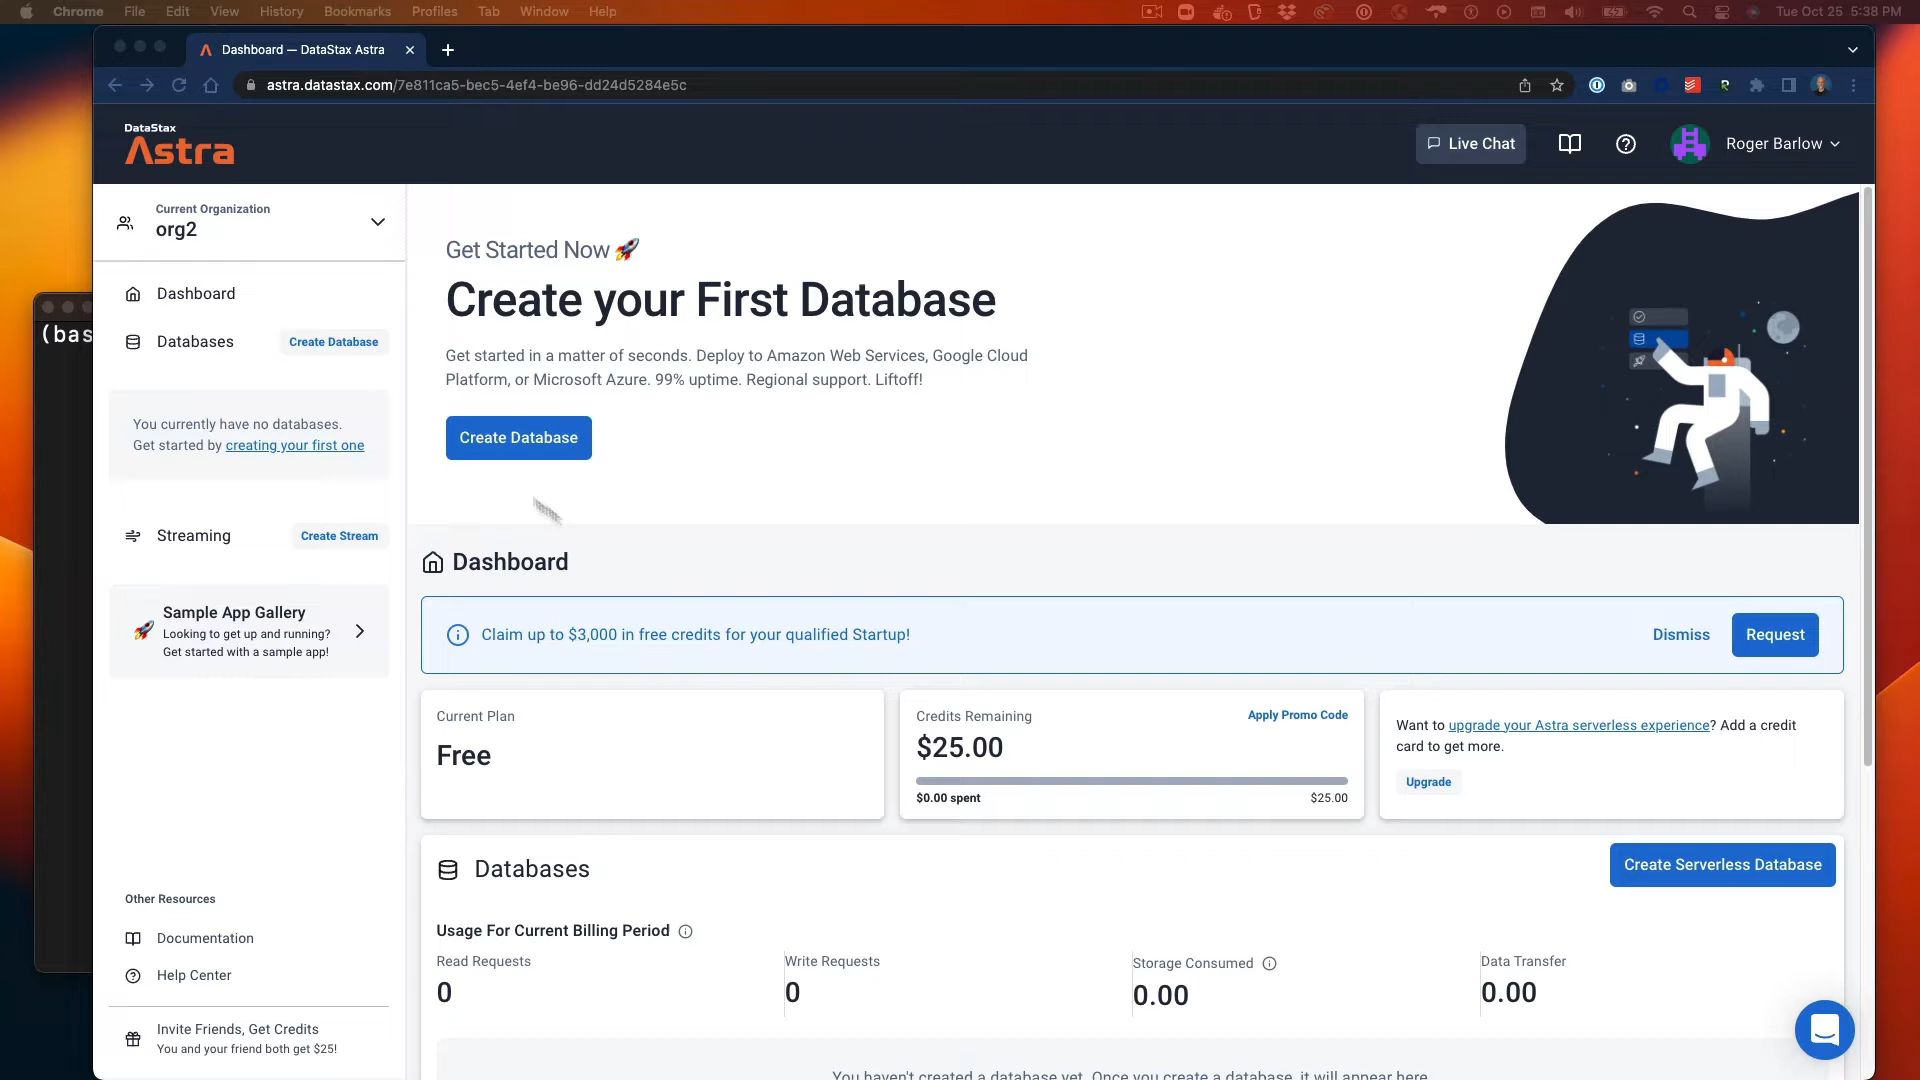 Chrome File Edit View History Bookmarks Profiles Tab Window Help
Tue Oct 25 5:38 PM
Dashboard — DataStax Astra
astra.datastax.com/7e811ca5-bec5-4ef4-be96-dd24d5284e5c
DataStax
Astra
Live Chat
Roger Barlow
Current Organization
org2
Dashboard
Databases
Create Database
You currently have no databases.
Get started by creating your first one
Streaming
Create Stream
Sample App Gallery
Looking to get up and running?
Get started with a sample app!
Other Resources
Documentation
Help Center
Invite Friends, Get Credits
You and your friend both get $25!
(bas
Get Started Now 🚀
Create your First Database
Get started in a matter of seconds. Deploy to Amazon Web Services, Google Cloud
Platform, or Microsoft Azure. 99% uptime. Regional support. Liftoff!
Create Database
Dashboard
Claim up to $3,000 in free credits for your qualified Startup!
Dismiss
Request
Current Plan
Free
Credits Remaining
Apply Promo Code
$25.00
$0.00 spent
$25.00
Want to upgrade your Astra serverless experience? Add a credit
card to get more.
Upgrade
Databases
Create Serverless Database
Usage For Current Billing Period
Read Requests
0
Write Requests
0
Storage Consumed
0.00
Data Transfer
0.00
You haven't created a database yet. Once you create a database, it will appear here.